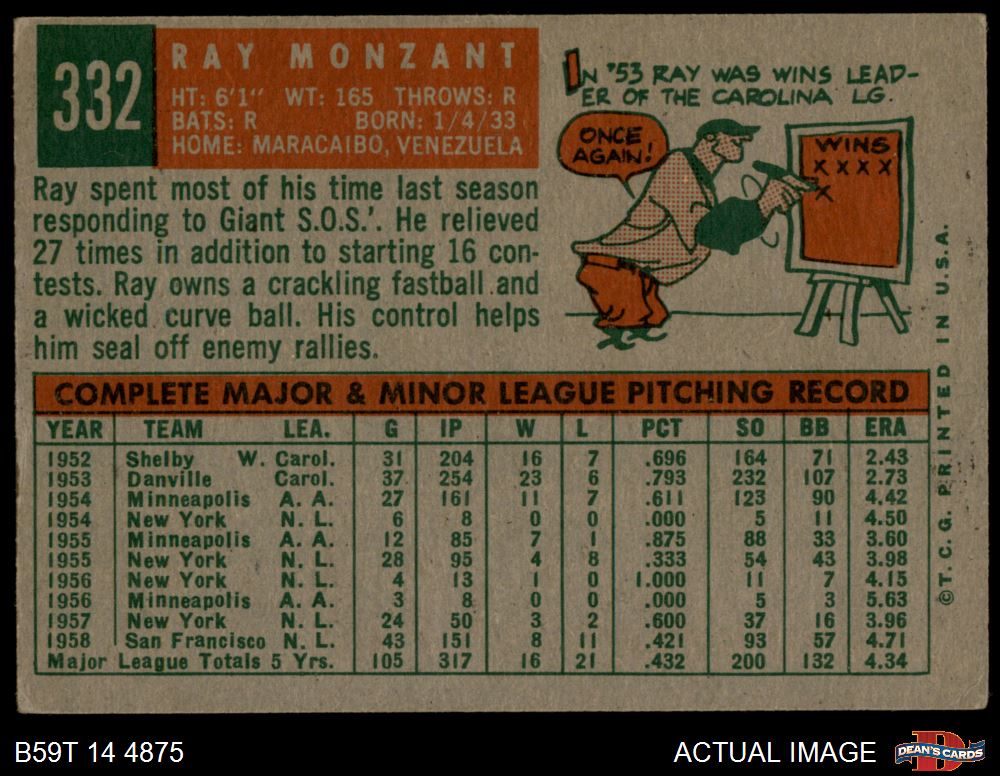 332
RAY MONZANT
HT: 6'1" WT: 165 THROWS: R
BATS: R BORN: 1/4/33
HOME: MARACAIBO, VENEZUELA
Ray spent most of his time last season
responding to Giant S.O.S.'. He relieved
27 times in addition to starting 16 con-
tests. Ray owns a crackling fastball and
a wicked curve ball. His control helps
him seal off enemy rallies.
IN '53 RAY WAS WINS LEAD-
ER OF THE CAROLINA LG.
ONCE
AGAIN!
WINS
X X X X
X
COMPLETE MAJOR & MINOR LEAGUE PITCHING RECORD
YEAR TEAM LEA. G IP W L PCT SO BB ERA
1952 Shelby W. Carol. 31 204 16 7 .696 164 71 2.43
1953 Danville Carol. 37 254 23 6 .793 232 107 2.73
1954 Minneapolis A. A. 27 161 11 7 .611 123 90 4.42
1954 New York N. L. 6 8 0 0 .000 5 11 4.50
1955 Minneapolis A. A. 12 85 7 1 .875 88 33 3.60
1955 New York N. L. 28 95 4 8 .333 54 43 3.98
1956 New York N. L. 4 13 1 0 1.000 11 7 4.15
1956 Minneapolis A. A. 3 8 0 0 .000 5 3 5.63
1957 New York N. L. 24 50 3 2 .600 37 16 3.96
1958 San Francisco N. L. 43 151 8 11 .421 93 57 4.71
Major League Totals 5 Yrs. 105 317 16 21 .432 200 132 4.34
©T. C. G. PRINTED IN U.S.A.
B59T 14 4875
ACTUAL IMAGE
DEAN'S CARDS